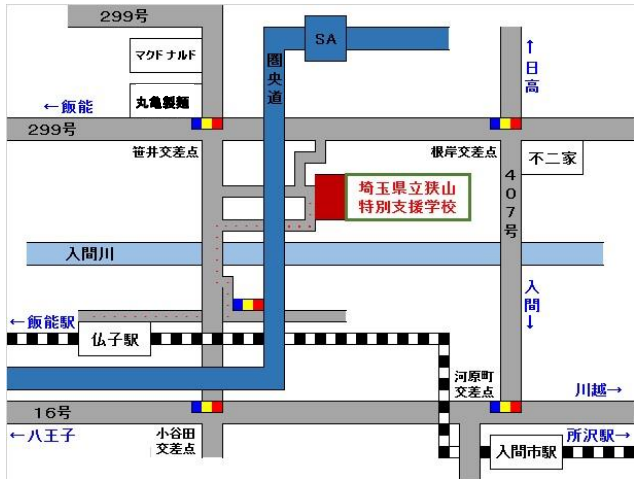 299号
SA
マクドナルド
圏央道
↑日高
丸亀製麺
←飯能
299号
笹井交差点
根岸交差点
不二家
埼玉県立狭山
特別支援学校
407号
入間川
入間↓
←飯能駅
仏子駅
河原町
交差点
川越→
16号
←八王子
小谷田
交差点
所沢駅→
入間市駅